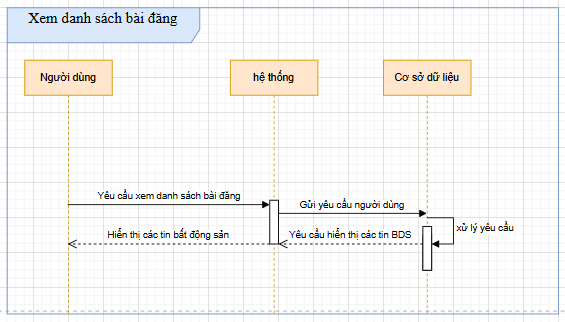 Xem danh sách bài đăng
Người dùng
hệ thống
Cơ sở dữ liệu
Yêu cầu xem danh sách bài đăng
Gửi yêu cầu người dùng
xử lý yêu cầu
Hiển thị các tin bất động sản
Yêu cầu hiển thị các tin BDS